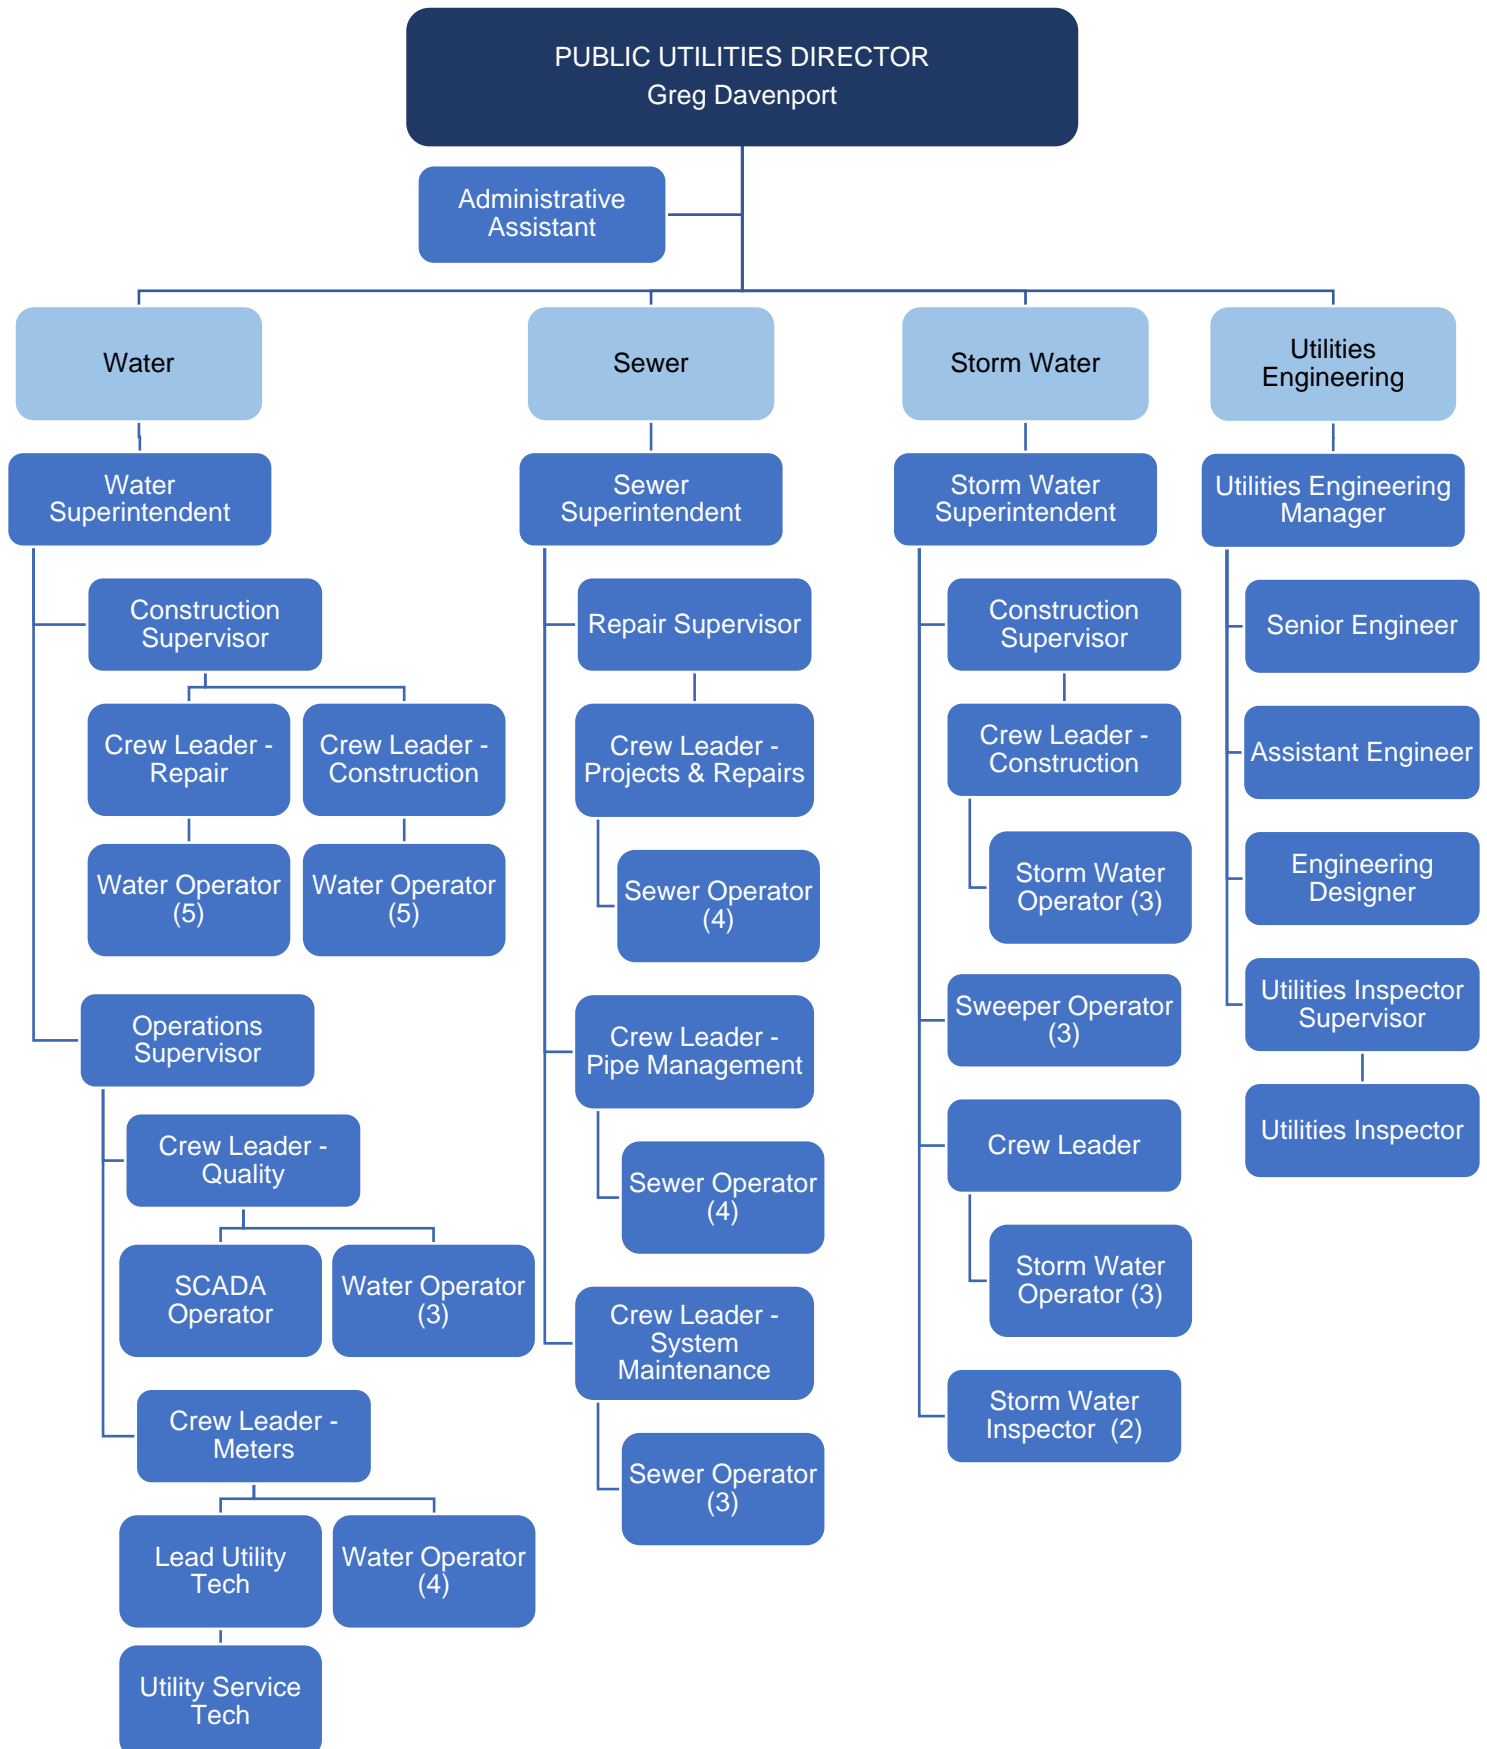 PUBLIC UTILITIES DIRECTOR
Greg Davenport
Administrative
Assistant
Water
Sewer
Storm Water
Utilities
Engineering
Water
Superintendent
Sewer
Superintendent
Storm Water
Superintendent
Utilities Engineering
Manager
Construction
Supervisor
Crew Leader -
Repair
Crew Leader -
Construction
Water Operator
(5)
Water Operator
(5)
Operations
Supervisor
Crew Leader -
Quality
SCADA
Operator
Water Operator
(3)
Crew Leader -
Meters
Lead Utility
Tech
Water Operator
(4)
Utility Service
Tech
Repair Supervisor
Crew Leader -
Projects & Repairs
Sewer Operator
(4)
Crew Leader -
Pipe Management
Sewer Operator
(4)
Crew Leader -
System
Maintenance
Sewer Operator
(3)
Construction
Supervisor
Crew Leader -
Construction
Storm Water
Operator (3)
Sweeper Operator
(3)
Crew Leader
Storm Water
Operator (3)
Storm Water
Inspector  (2)
Senior Engineer
Assistant Engineer
Engineering
Designer
Utilities Inspector
Supervisor
Utilities Inspector